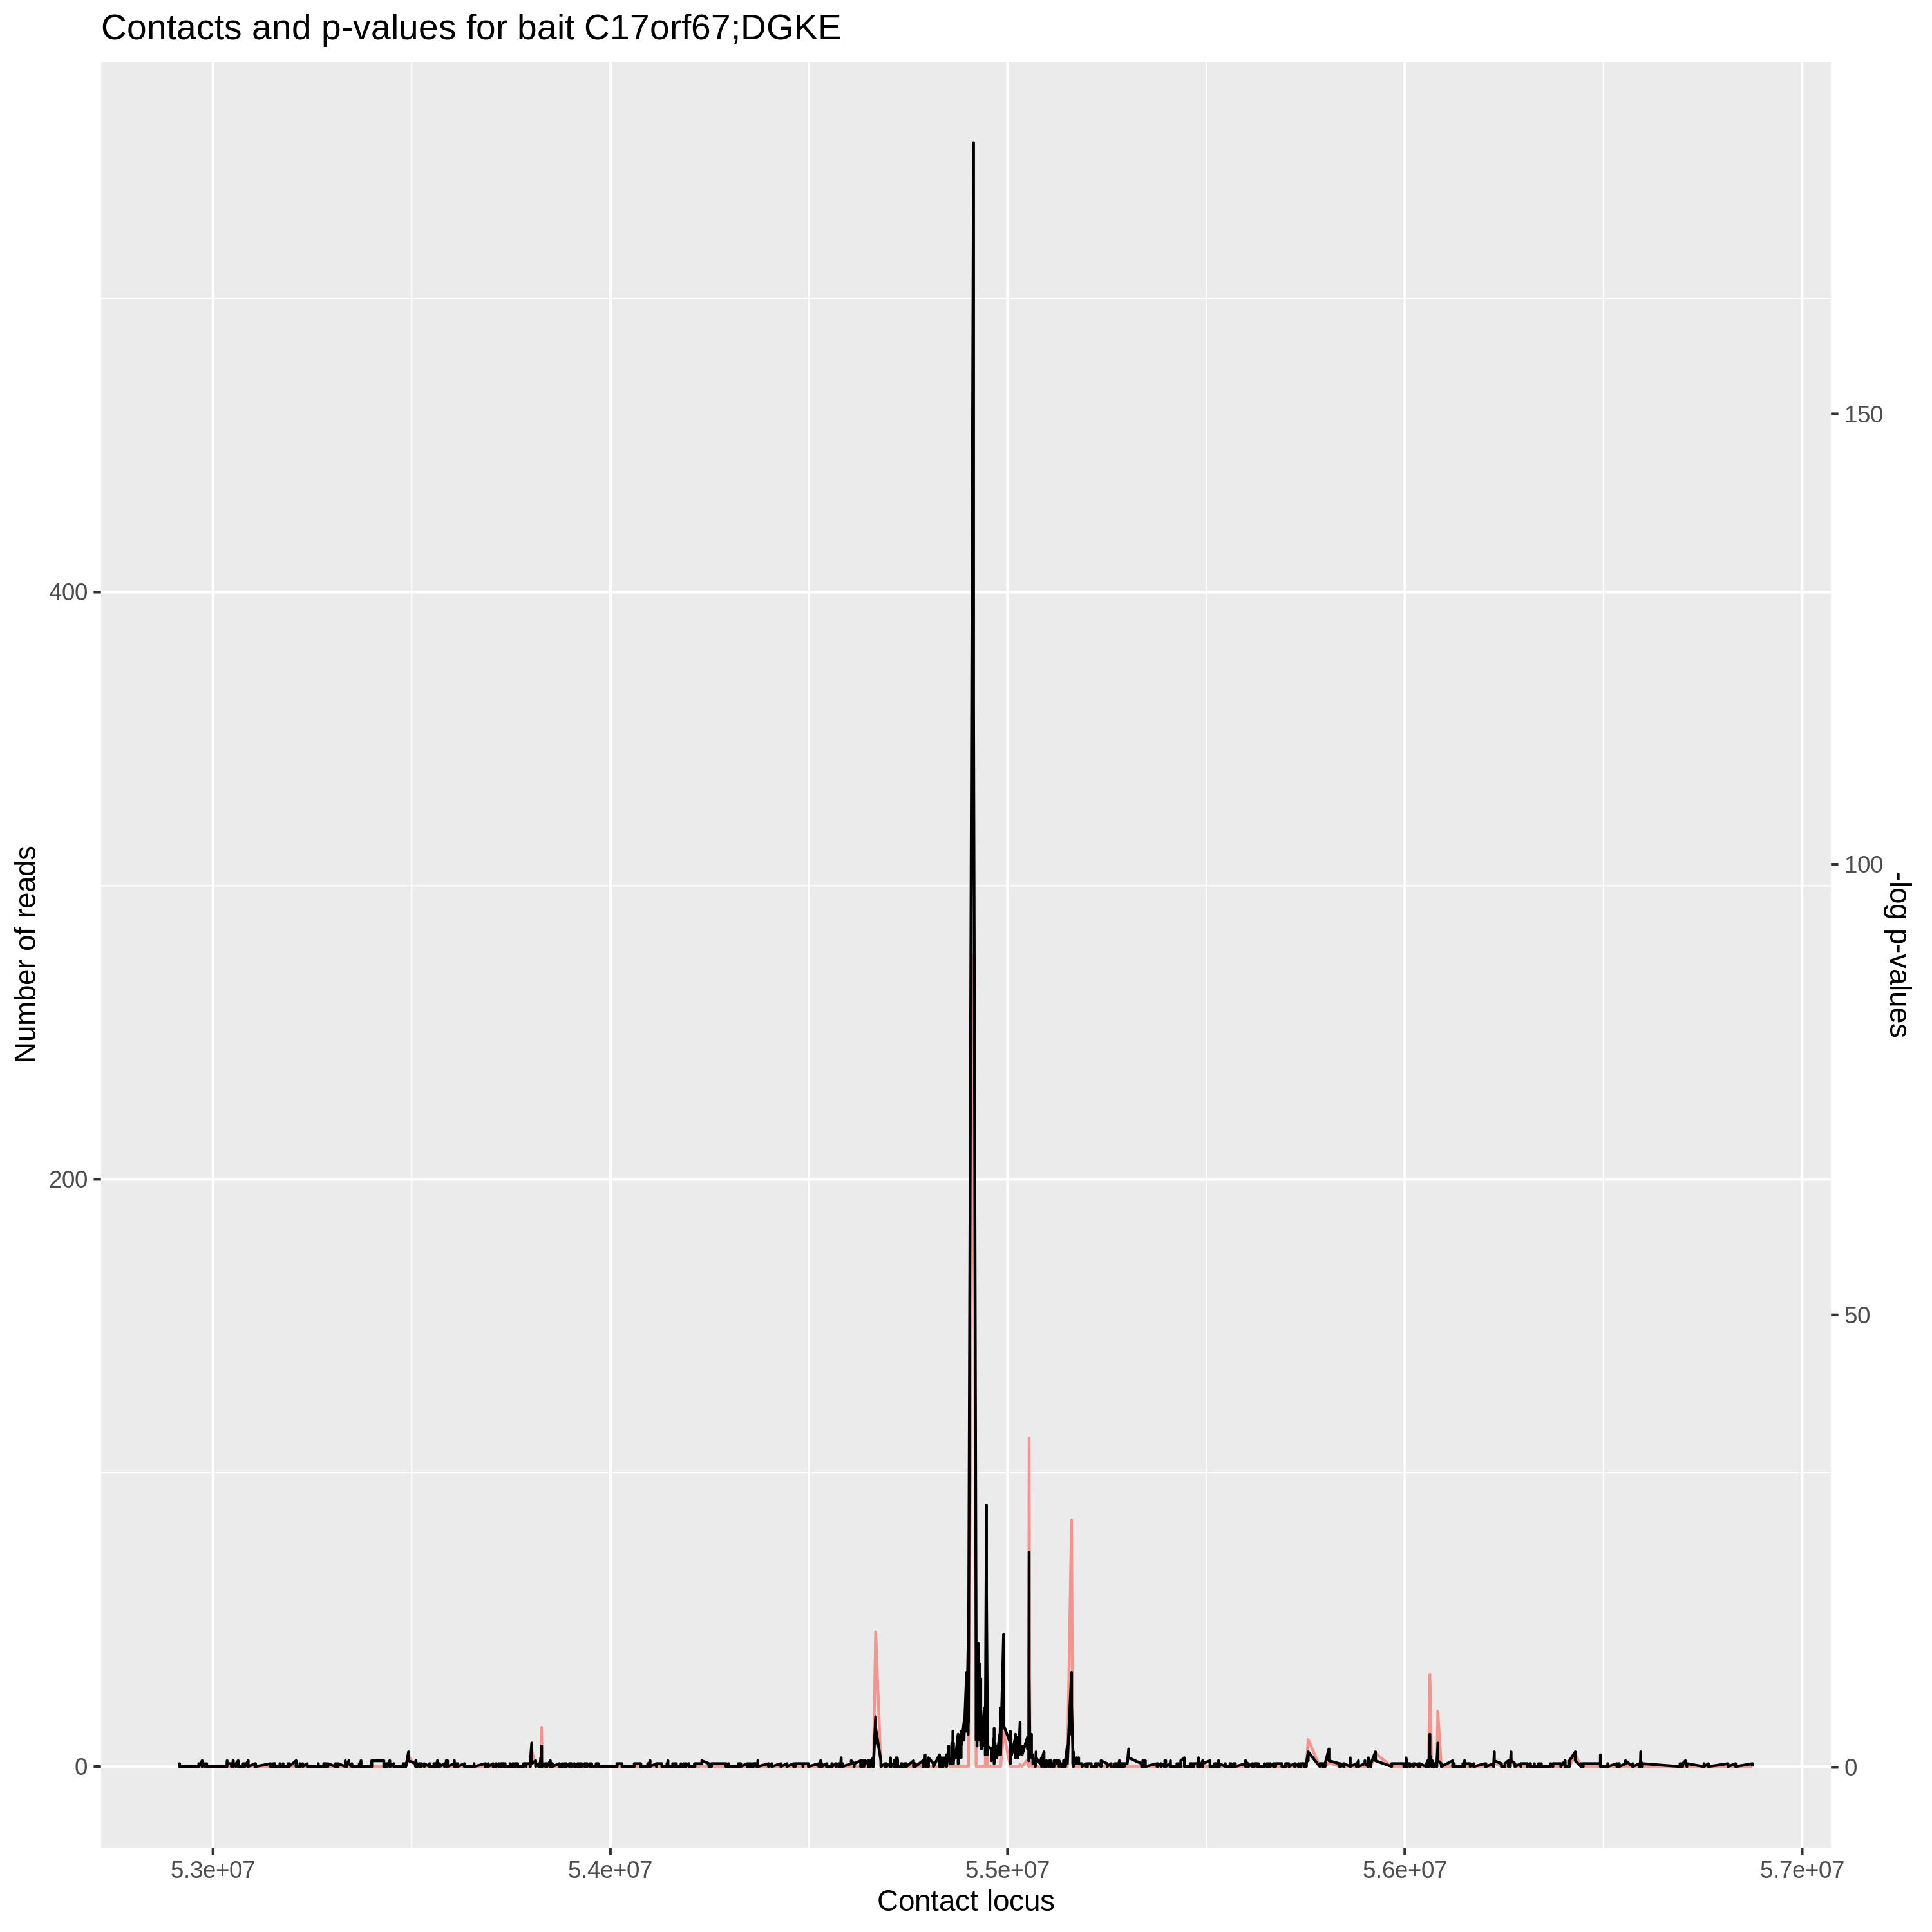 Contacts and p-values for bait C17orf67;DGKE
Number of reads
400
200
0
150
100
50
0
-log p-values
5.3e+07
5.4e+07
5.5e+07
5.6e+07
5.7e+07
Contact locus